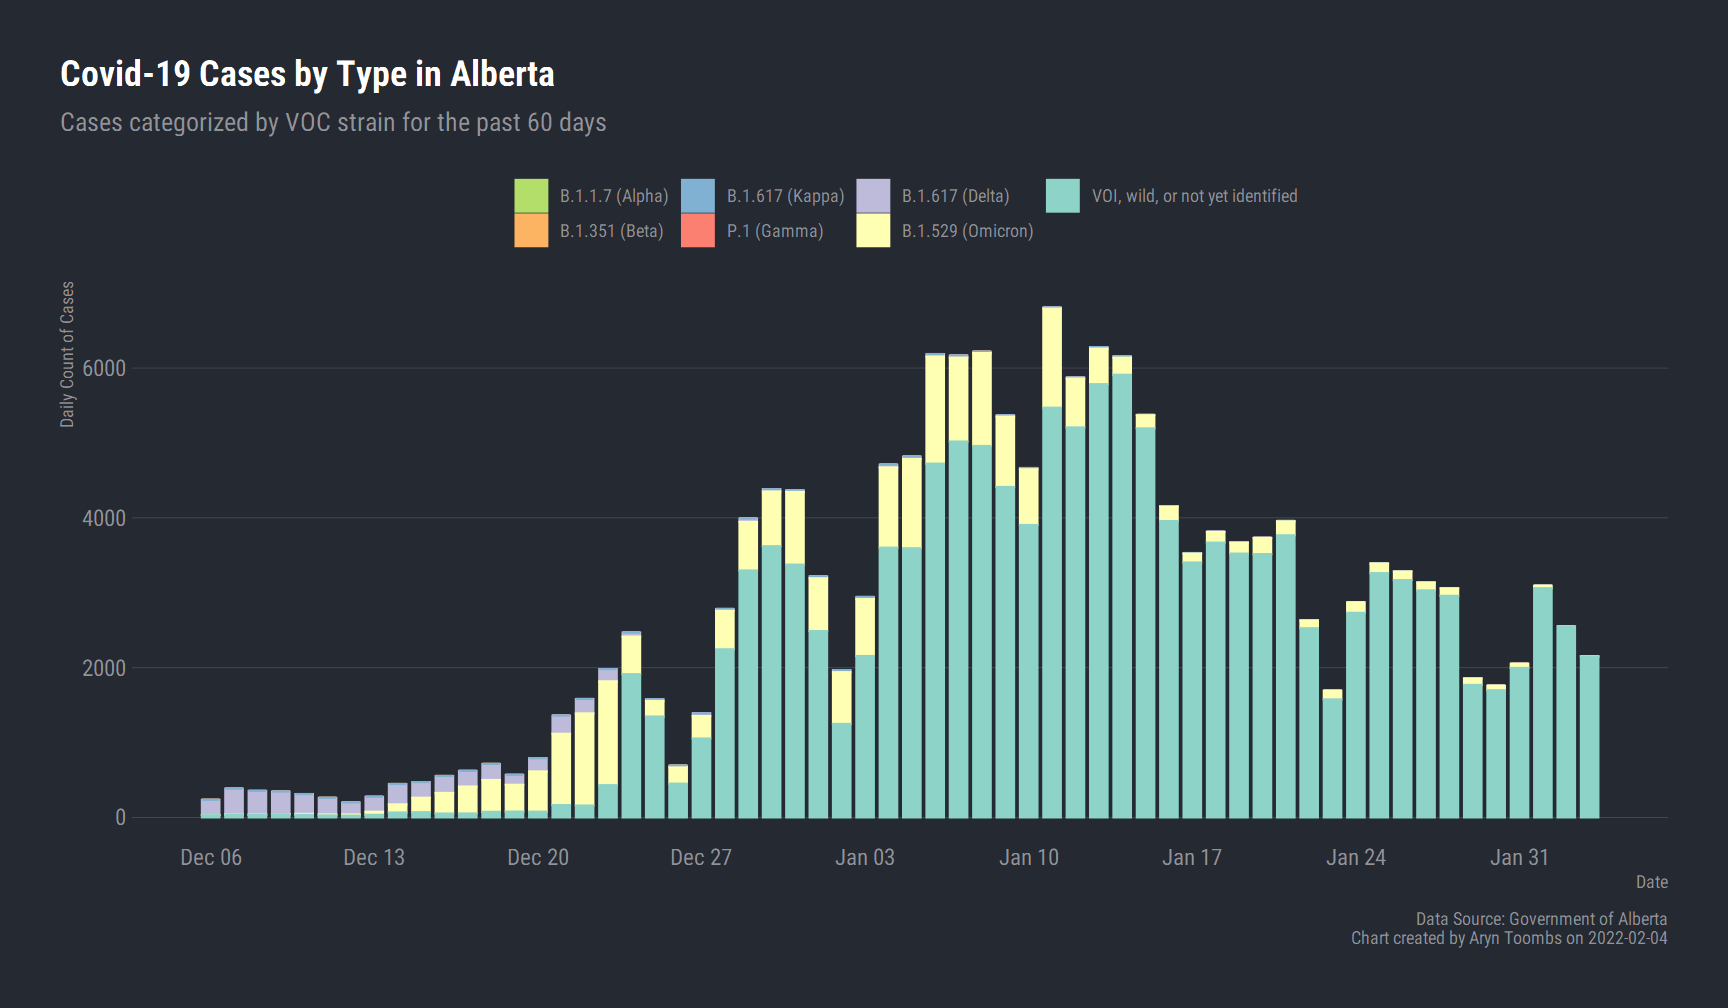 Covid-19 Cases by Type in Alberta
Cases categorized by VOC strain for the past 60 days
B.1.1.7 (Alpha) B.1.617 (Kappa) B.1.617 (Delta) VOI, wild, or not yet identified
B.1.351 (Beta) P.1 (Gamma) B.1.529 (Omicron)
Daily Count of Cases
6000
4000
2000
0
Dec 06 Dec 13 Dec 20 Dec 27 Jan 03 Jan 10 Jan 17 Jan 24 Jan 31
Date
Data Source: Government of Alberta
Chart created by Aryn Toombs on 2022-02-04